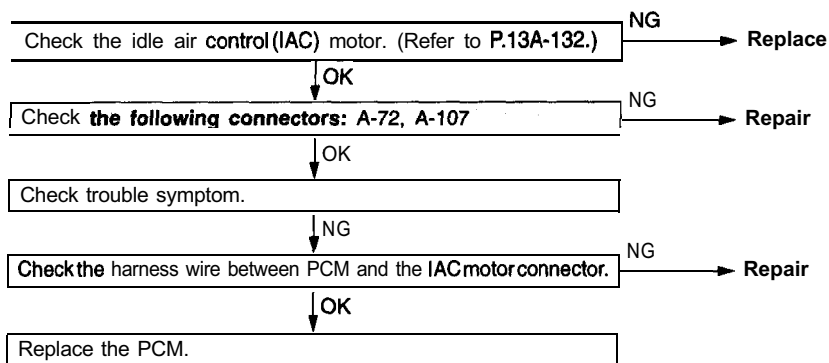 NG
Check the idle air control (IAC) motor. (Refer to P.13A-132.) Replace
OK
NG
Check the following connectors: A-72, A-107 Repair
OK
Check trouble symptom.
NG
NG
Check the harness wire between PCM and the IAC motor connector. Repair
OK
Replace the PCM.